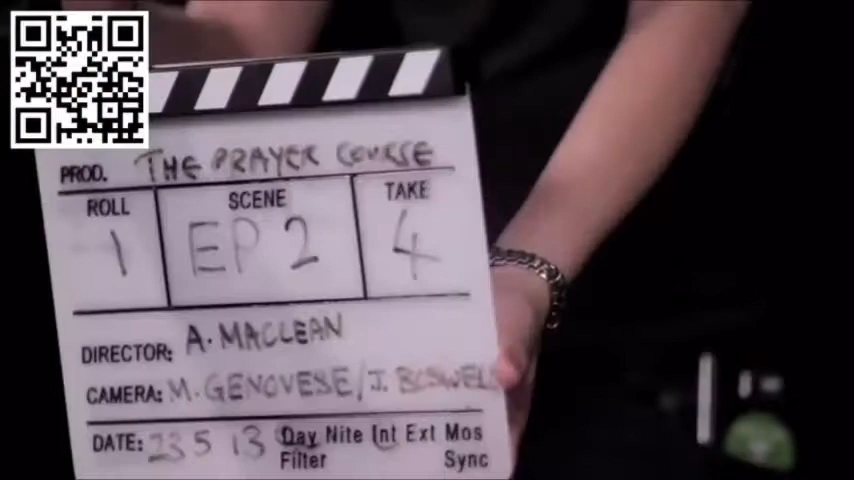 PROD. THE PRAYER COURSE
ROLL SCENE TAKE
1 EP 2 4
DIRECTOR: A. MACLEAN
CAMERA: M. GENOVESE/J. BOSWELL
DATE: 23 5 13 Day Nite Int Ext Mos
Filter Sync